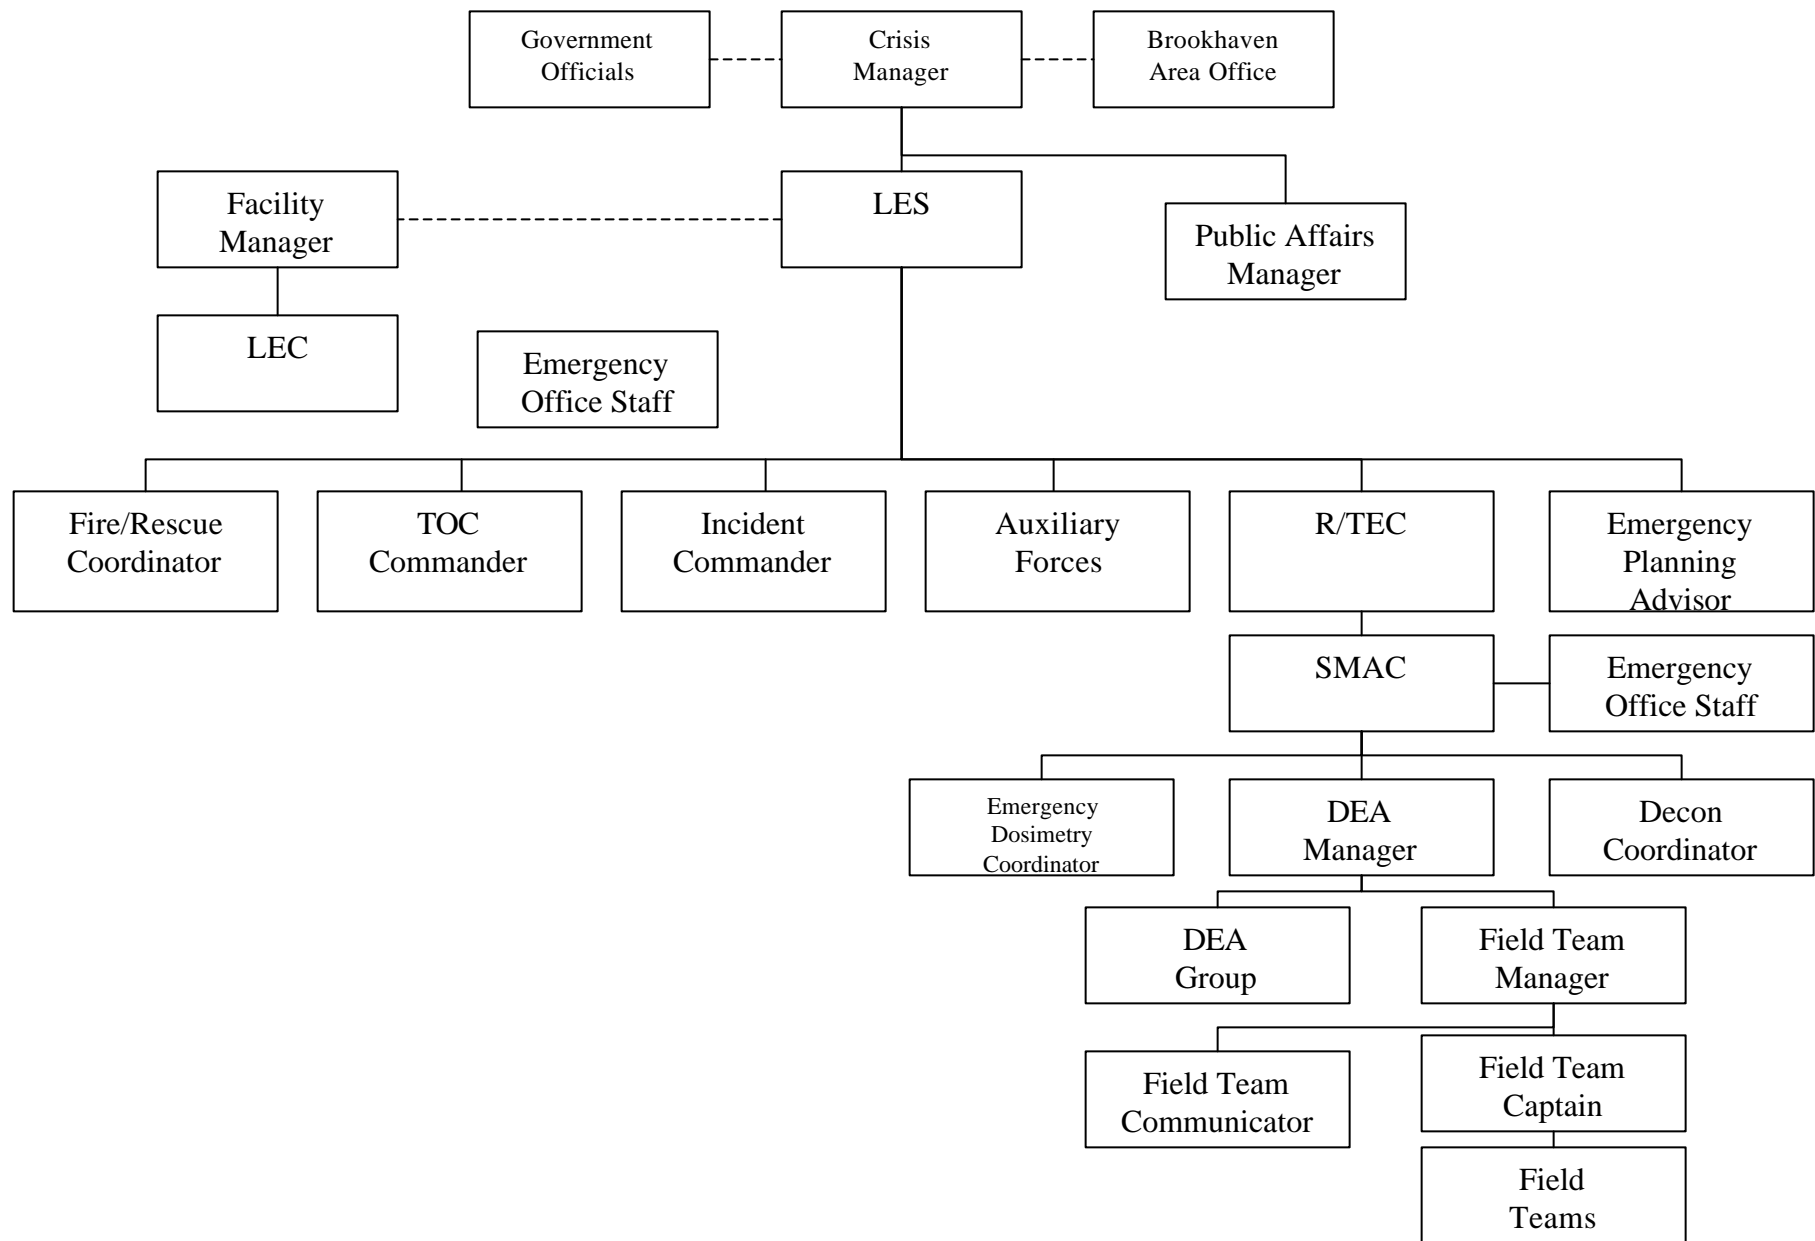 Government
Officials
Crisis
Manager
Brookhaven
Area Office
Facility
Manager
LES
Public Affairs
Manager
LEC
Emergency
Office Staff
Fire/Rescue
Coordinator
TOC
Commander
Incident
Commander
Auxiliary
Forces
R/TEC
Emergency
Planning
Advisor
SMAC
Emergency
Office Staff
Emergency
Dosimetry
Coordinator
DEA
Manager
Decon
Coordinator
DEA
Group
Field Team
Manager
Field Team
Communicator
Field Team
Captain
Field
Teams